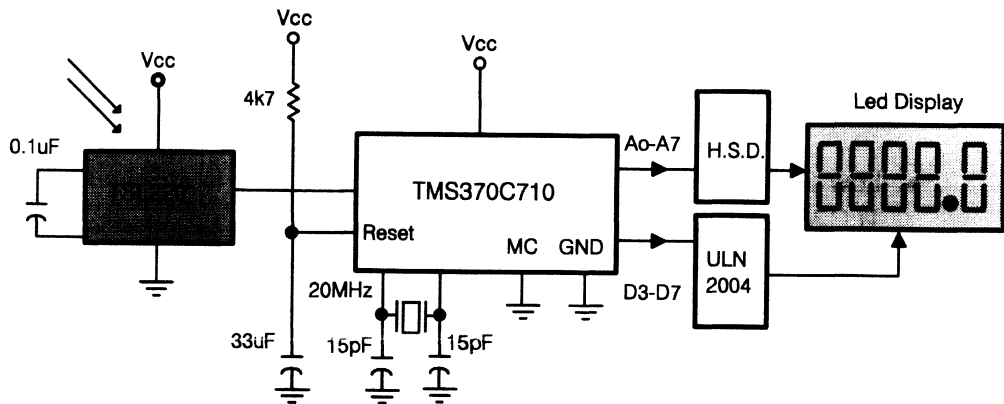 Vcc
Vcc
Vcc
4k7
0.1uF
TMS370C710
Reset
MC GND
Ao-A7
H.S.D.
Led Display
D3-D7
ULN
2004
20MHz
33uF
15pF
15pF